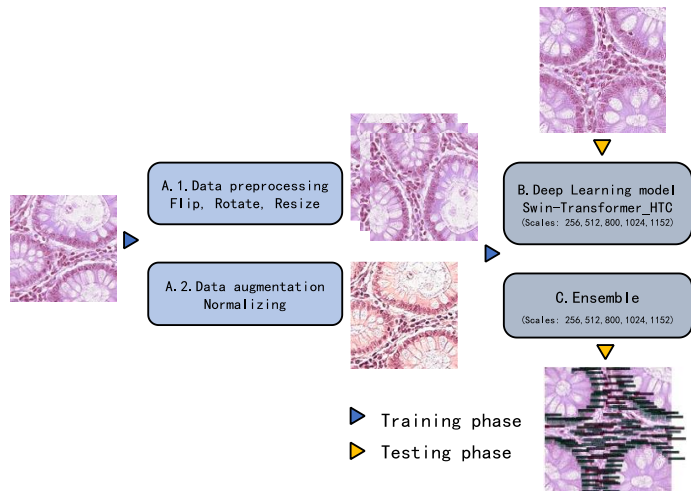 A.1.Data preprocessing
Flip, Rotate, Resize
A.2.Data augmentation
Normalizing
B.Deep Learning model
Swin-Transformer_HTC
(Scales: 256,512,800,1024,1152)
C.Ensemble
(Scales: 256,512,800,1024,1152)
Training phase
Testing phase